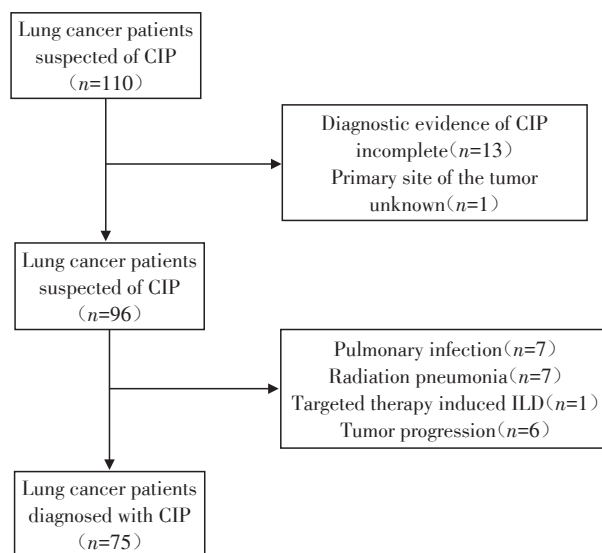 Lung cancer patients
suspected of CIP
（n=110）
Diagnostic evidence of CIP
incomplete（n=13）
Primary site of the tumor
unknown（n=1）
Lung cancer patients
suspected of CIP
（n=96）
Pulmonary infection（n=7）
Radiation pneumonia（n=7）
Targeted therapy induced ILD（n=1）
Tumor progression（n=6）
Lung cancer patients
diagnosed with CIP
（n=75）